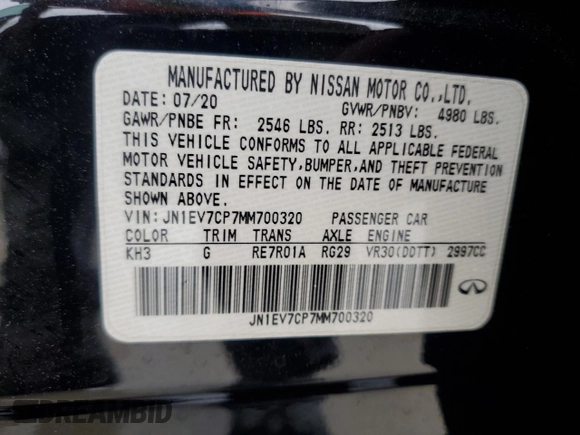 MANUFACTURED BY NISSAN MOTOR CO.,LTD.
DATE: 07/20 GVWR/PNBV: 4980 LBS.
GAWR/PNBE FR: 2546 LBS. RR: 2513 LBS.
THIS VEHICLE CONFORMS TO ALL APPLICABLE FEDERAL
MOTOR VEHICLE SAFETY,BUMPER,AND THEFT PREVENTION
STANDARDS IN EFFECT ON THE DATE OF MANUFACTURE
SHOWN ABOVE.
VIN: JN1EV7CP7MM700320 PASSENGER CAR
COLOR TRIM TRANS AXLE ENGINE
KH3 G RE7R01A RG29 VR30(DDTT) 2997CC
JN1EV7CP7MM700320
DREAMBID